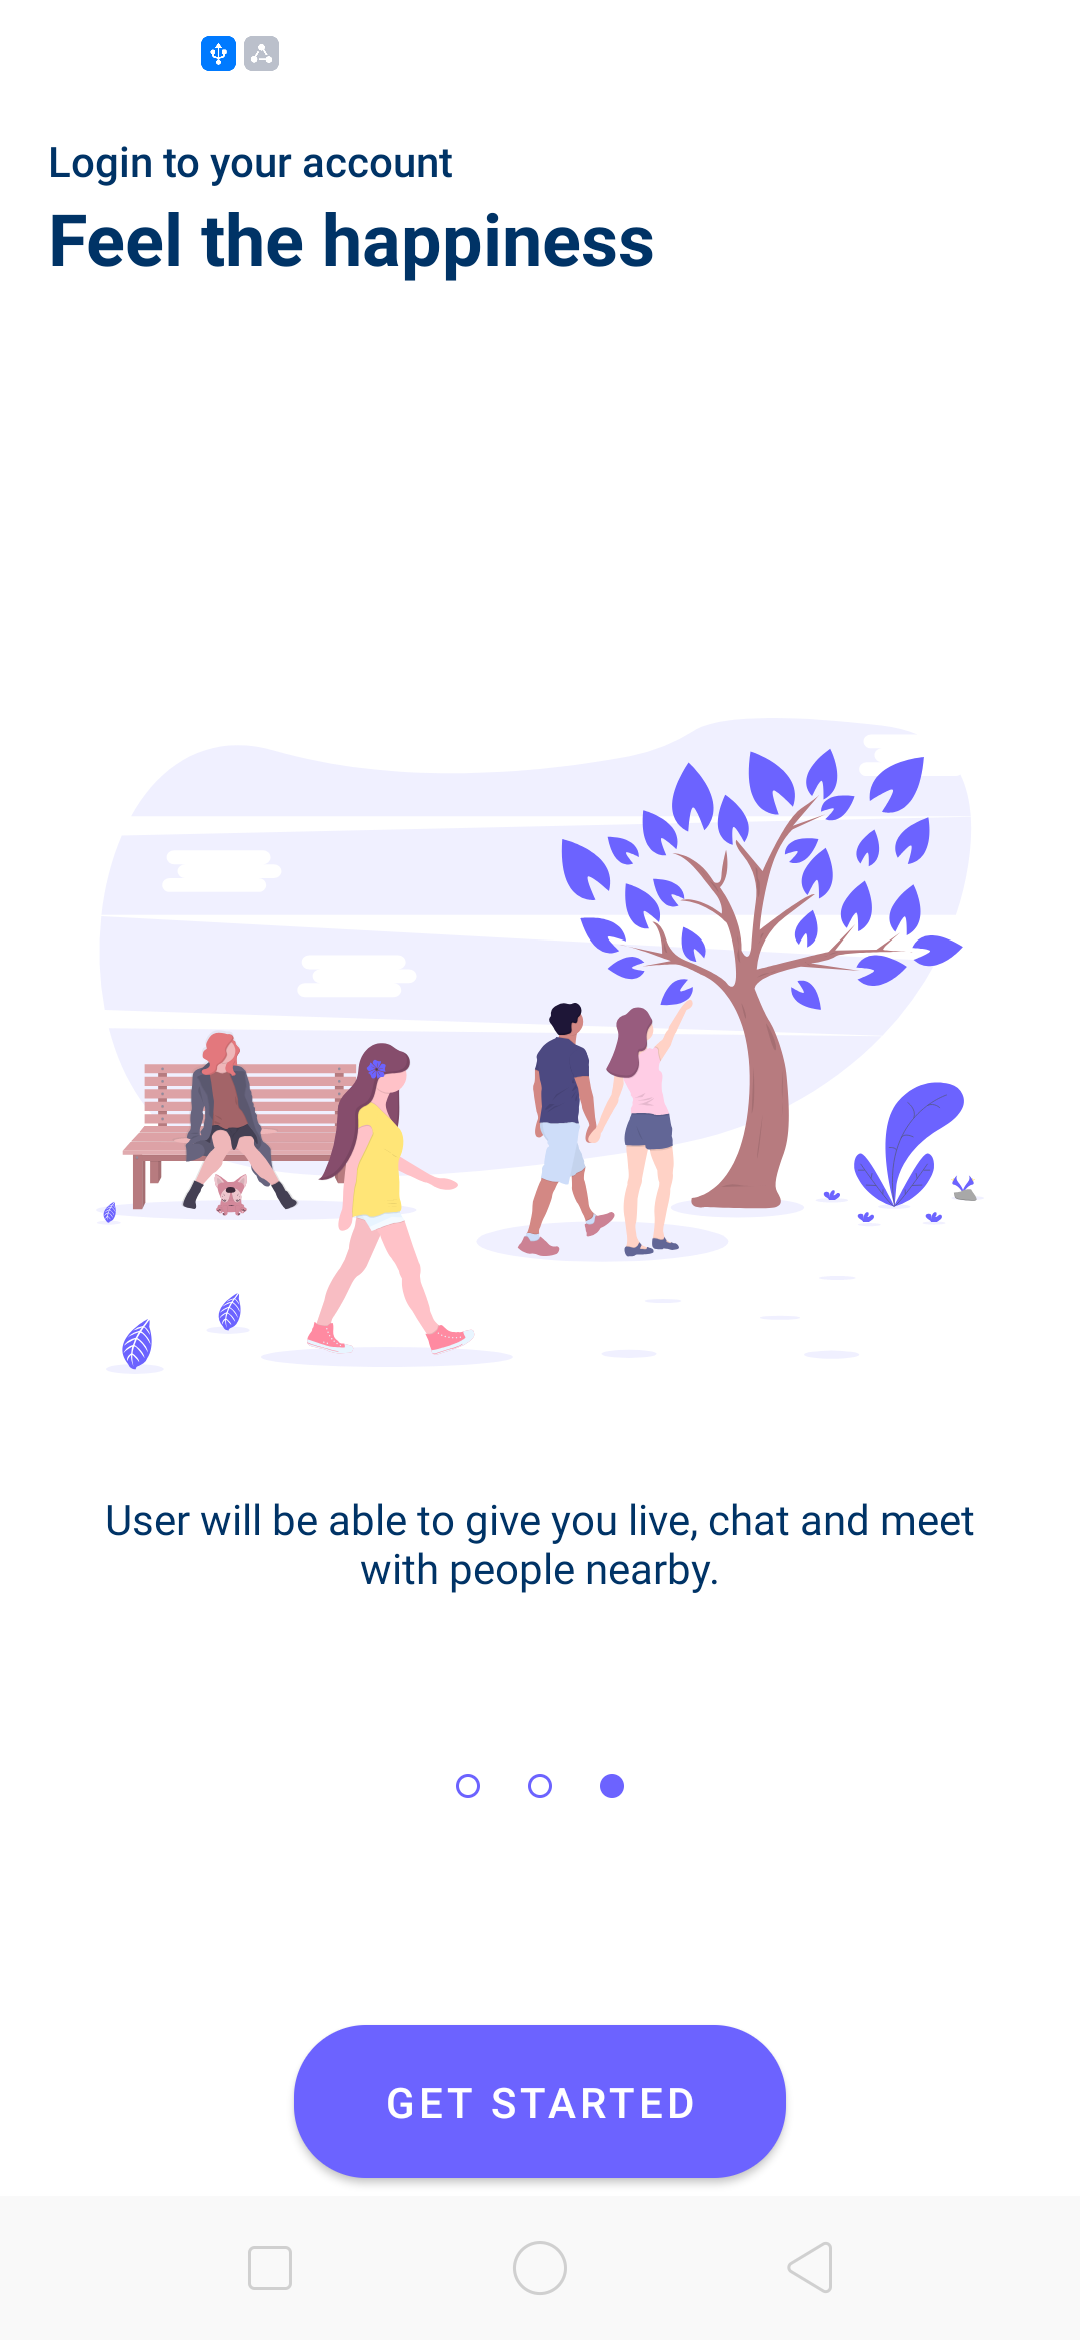 Login to your account
Feel the happiness
User will be able to give you live, chat and meet
with people nearby.
GET STARTED